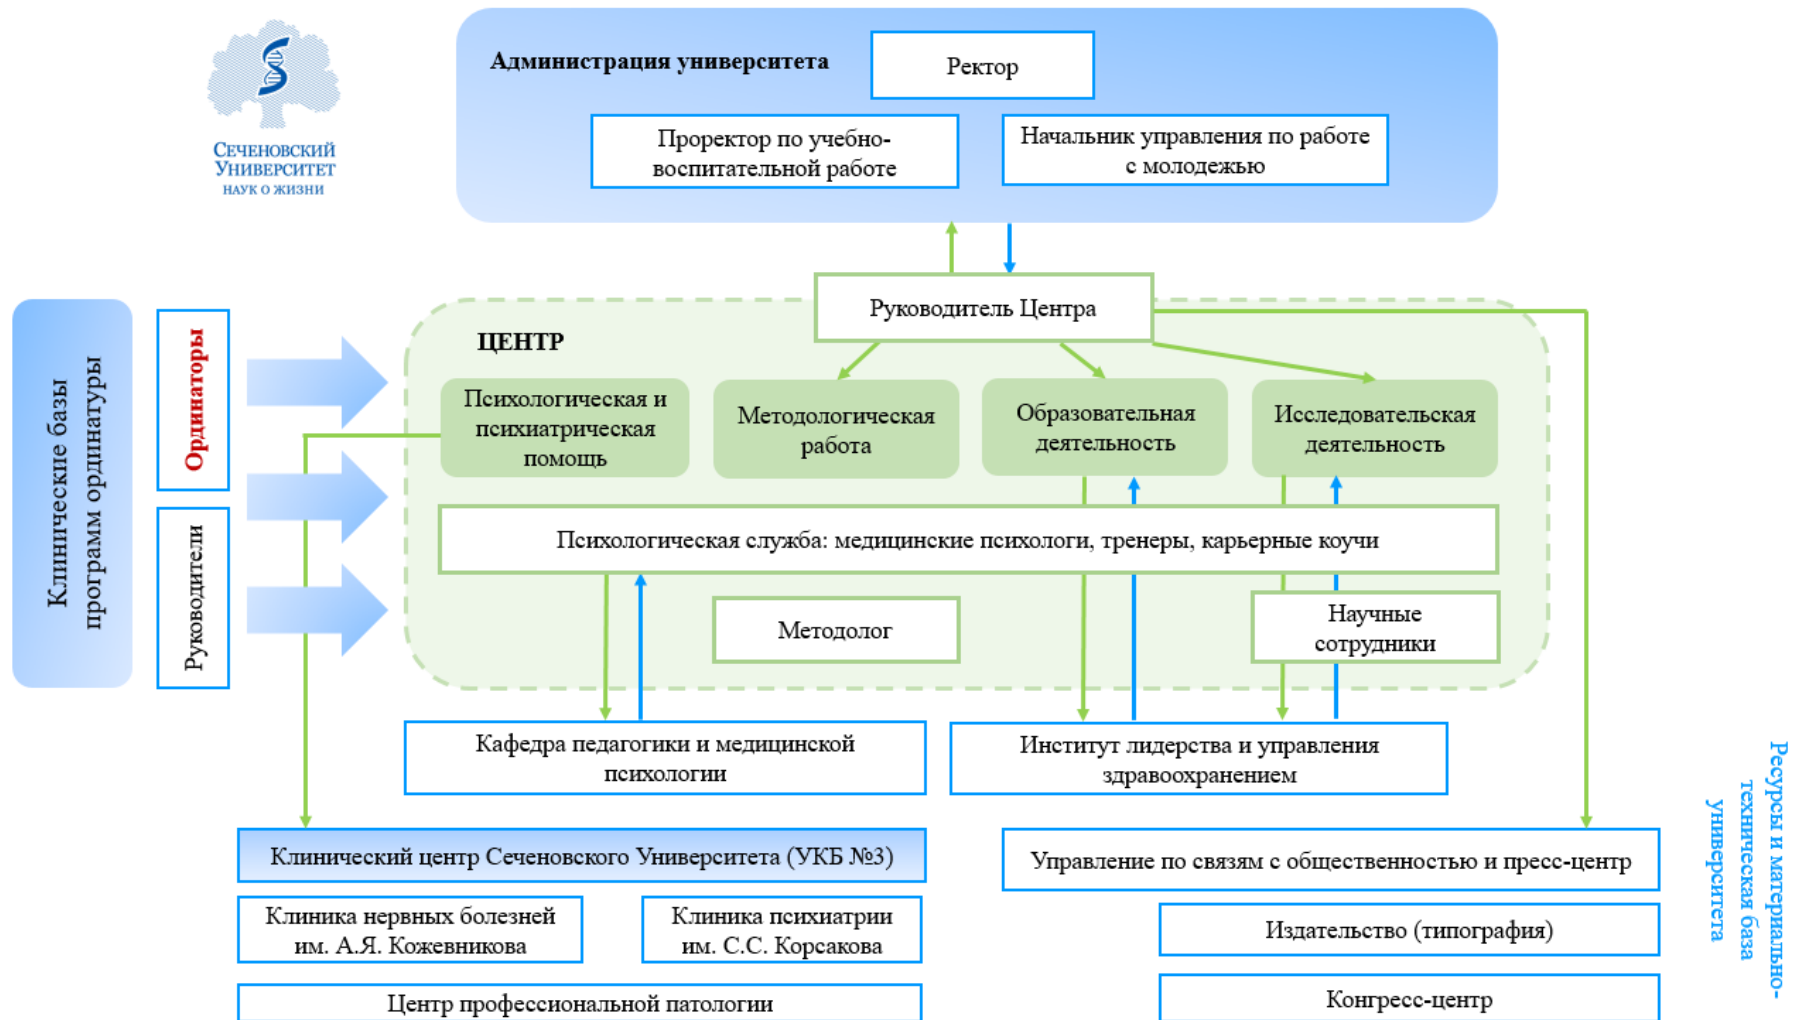 Администрация университета
Ректор
Проректор по учебно-
воспитательной работе
Начальник управления по работе
с молодежью
СЕЧЕНОВСКИЙ
УНИВЕРСИТЕТ
НАУК О ЖИЗНИ
Руководитель Центра
Клинические базы
программ ординатуры
Ординаторы
Руководители
ЦЕНТР
Психологическая и
психиатрическая
помощь
Методологическая
работа
Образовательная
деятельность
Исследовательская
деятельность
Психологическая служба: медицинские психологи, тренеры, карьерные коучи
Методолог
Научные
сотрудники
Кафедра педагогики и медицинской
психологии
Институт лидерства и управления
здравоохранением
Клинический центр Сеченовского Университета (УКБ №3)
Клиника нервных болезней
им. А.Я. Кожевникова
Клиника психиатрии
им. С.С. Корсакова
Центр профессиональной патологии
Управление по связям с общественностью и пресс-центр
Издательство (типография)
Конгресс-центр
Ресурсы и материально-
техническая база
университета